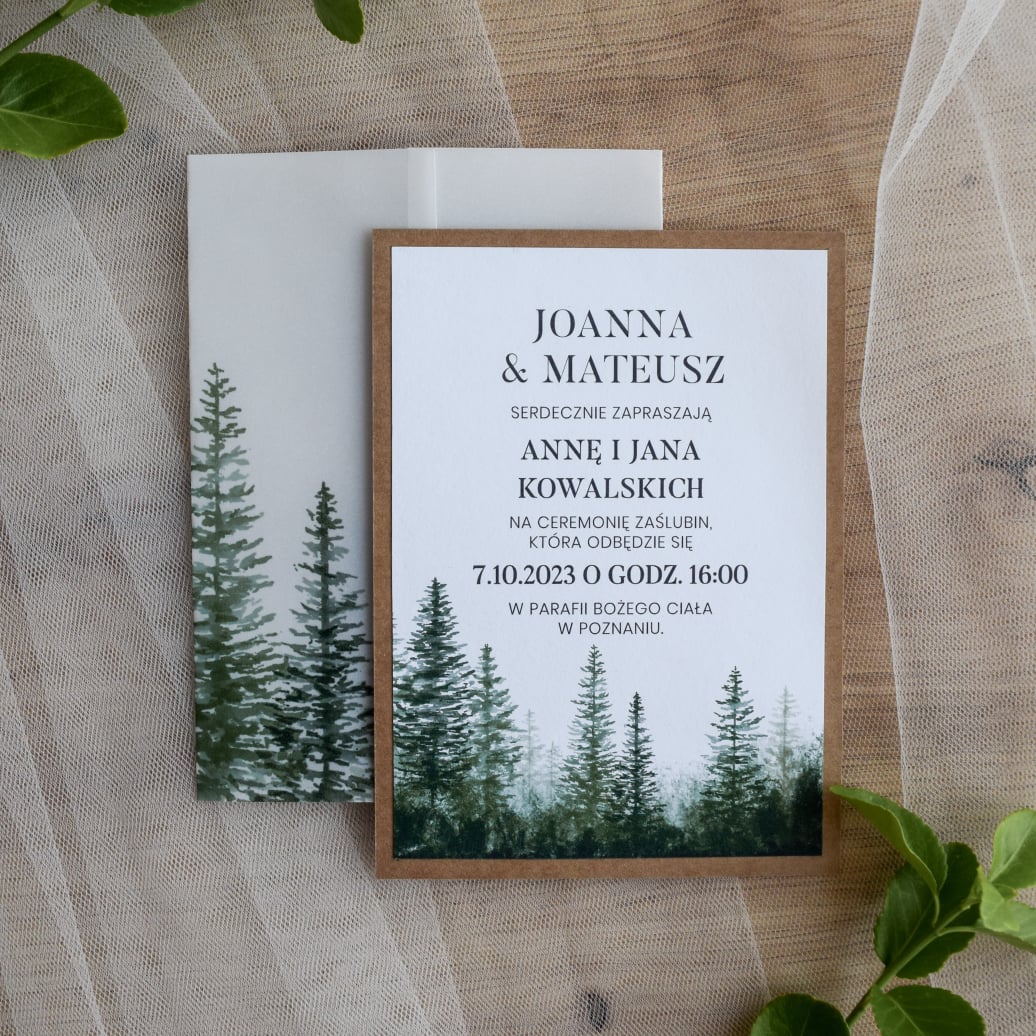 JOANNA
& MATEUSZ
SERDECZNIE ZAPRASZAJĄ
ANNĘ I JANA
KOWALSKICH
NA CEREMONIĘ ZAŚLUBIN,
KTÓRA ODBĘDZIE SIĘ
7.10.2023 O GODZ. 16:00
W PARAFII BOŻEGO CIAŁA
W POZNANIU.